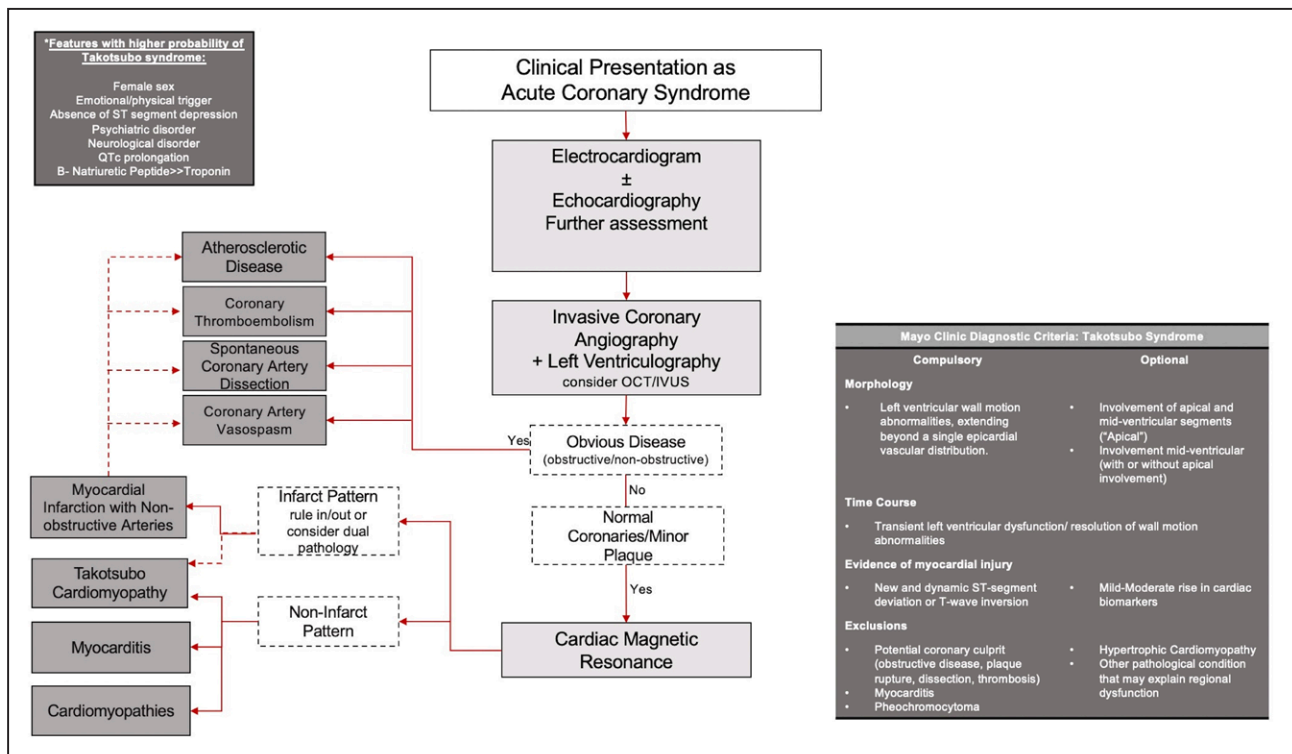 *Features with higher probability of
Takotsubo syndrome:
Female sex
Emotional/physical trigger
Absence of ST segment depression
Psychiatric disorder
Neurological disorder
QTc prolongation
B- Natriuretic Peptide>>Troponin
Clinical Presentation as
Acute Coronary Syndrome
Electrocardiogram
±
Echocardiography
Further assessment
Invasive Coronary
Angiography
+ Left Ventriculography
consider OCT/IVUS
Yes
Obvious Disease
(obstructive/non-obstructive)
No
Normal
Coronaries/Minor
Plaque
Yes
Cardiac Magnetic
Resonance
Atherosclerotic
Disease
Coronary
Thromboembolism
Spontaneous
Coronary Artery
Dissection
Coronary Artery
Vasospasm
Myocardial
Infarction with Non-
obstructive Arteries
Infarct Pattern
rule in/out or
consider dual
pathology
Takotsubo
Cardiomyopathy
Non-Infarct
Pattern
Myocarditis
Cardiomyopathies
Mayo Clinic Diagnostic Criteria: Takotsubo Syndrome
Compulsory
Optional
Morphology
• Left ventricular wall motion
abnormalities, extending
beyond a single epicardial
vascular distribution.
• Involvement of apical and
mid-ventricular segments
("Apical")
• Involvement mid-ventricular
(with or without apical
involvement)
Time Course
• Transient left ventricular dysfunction/ resolution of wall motion
abnormalities
Evidence of myocardial injury
• New and dynamic ST-segment
deviation or T-wave inversion
• Mild-Moderate rise in cardiac
biomarkers
Exclusions
• Potential coronary culprit
(obstructive disease, plaque
rupture, dissection, thrombosis)
• Myocarditis
• Pheochromocytoma
• Hypertrophic Cardiomyopathy
• Other pathological condition
that may explain regional
dysfunction